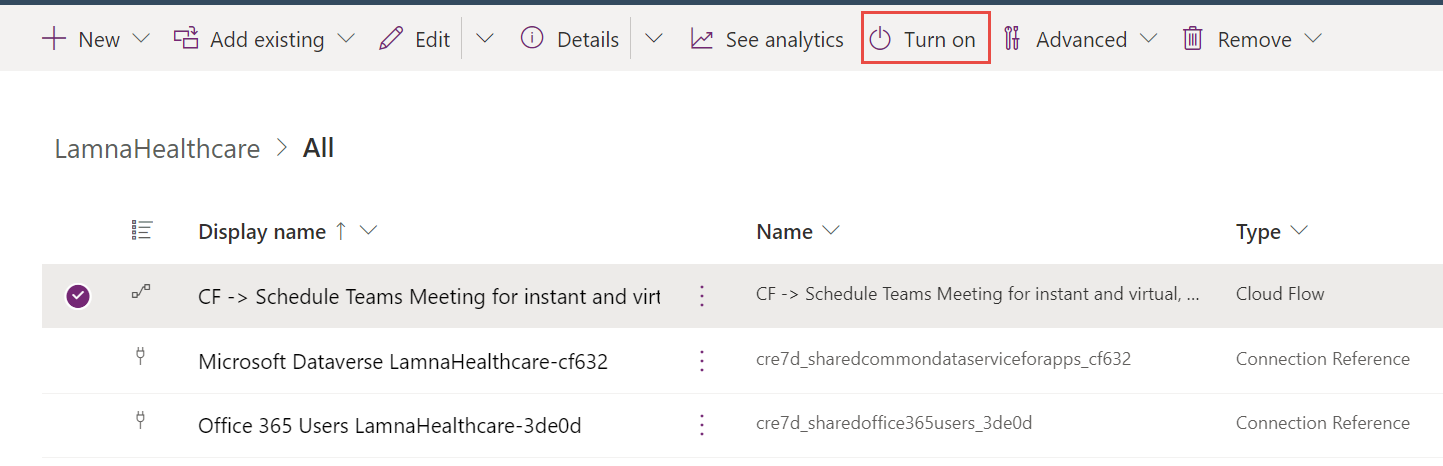 New Add existing Edit Details See analytics Turn on Advanced Remove
LamnaHealthcare > All
Display name ↑ Name Type
CF -> Schedule Teams Meeting for instant and virt CF -> Schedule Teams Meeting for instant and virtual, ... Cloud Flow
Microsoft Dataverse LamnaHealthcare-cf632 cre7d_sharedcommondataserviceforapps_cf632 Connection Reference
Office 365 Users LamnaHealthcare-3de0d cre7d_sharedoffice365users_3de0d Connection Reference